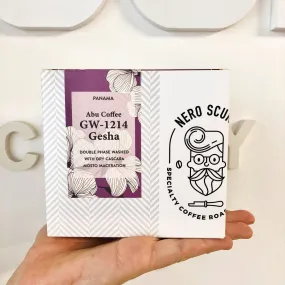 PANAMA
Abu Coffee
GW-1214
Gesha
DOUBLE PHASE WASHED
WITH DRY CASCARA
MOSTO MACERATION
NERO SCU
SPECIALTY COFFEE ROA